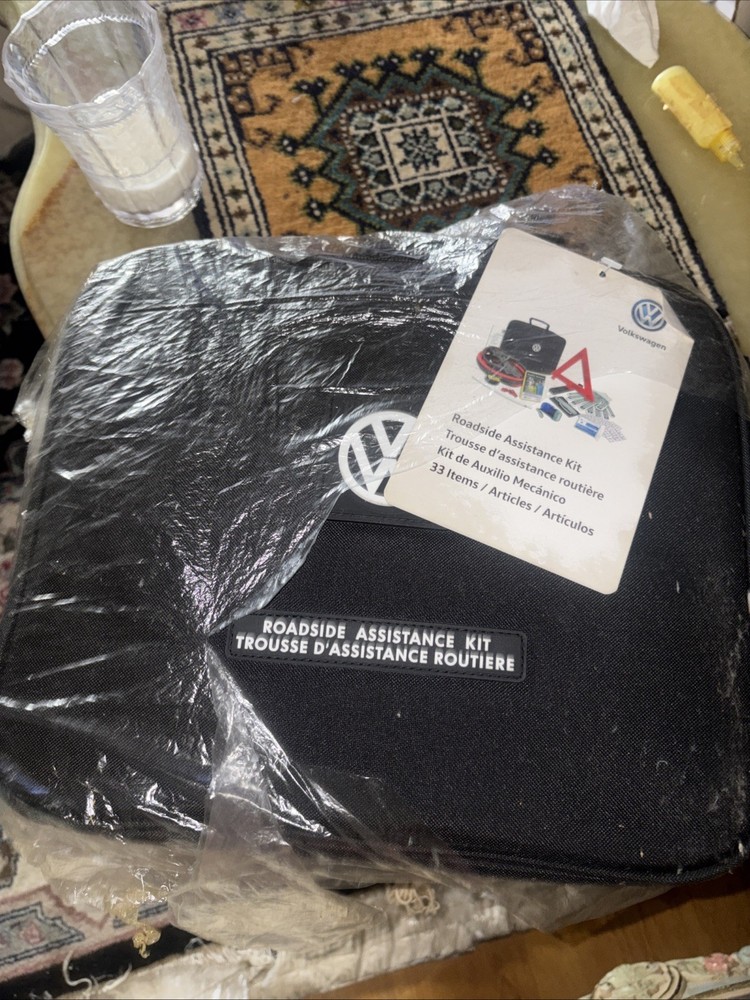 Volkswagen
Roadside Assistance Kit
Trousse d'assistance routière
Kit de Auxilio Mecánico
33 Items / Articles / Artículos
ROADSIDE ASSISTANCE KIT
TROUSSE D'ASSISTANCE ROUTIERE